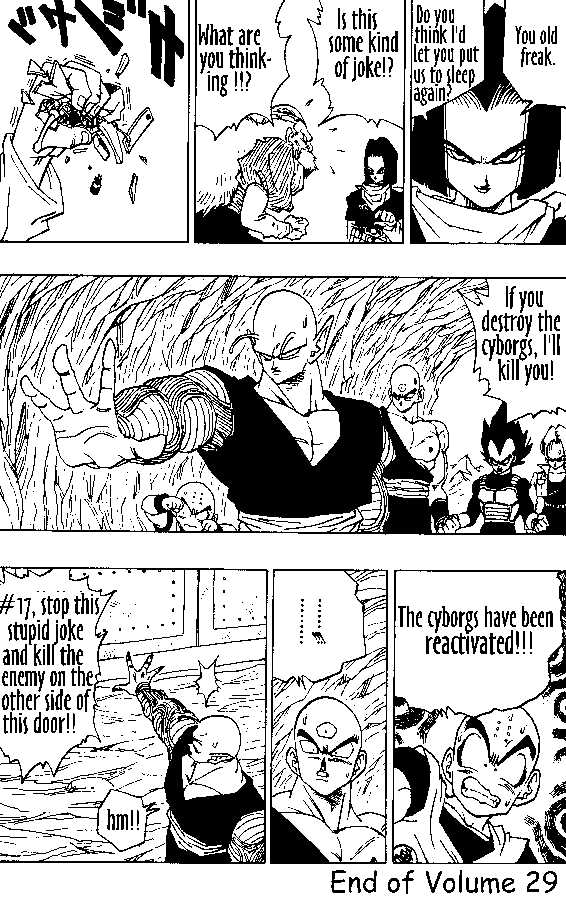 You old
freak.
Do you
think I'd
let you put
us to sleep
again?
Is this
some kind
of joke!?
What are
you think-
ing !!?
If you
destroy the
cyborgs, I'll
kill you!
The cyborgs have been
reactivated!!!
#17, stop this
stupid joke
and kill the
enemy on the
other side of
this door!!
hm!!
End of Volume 29